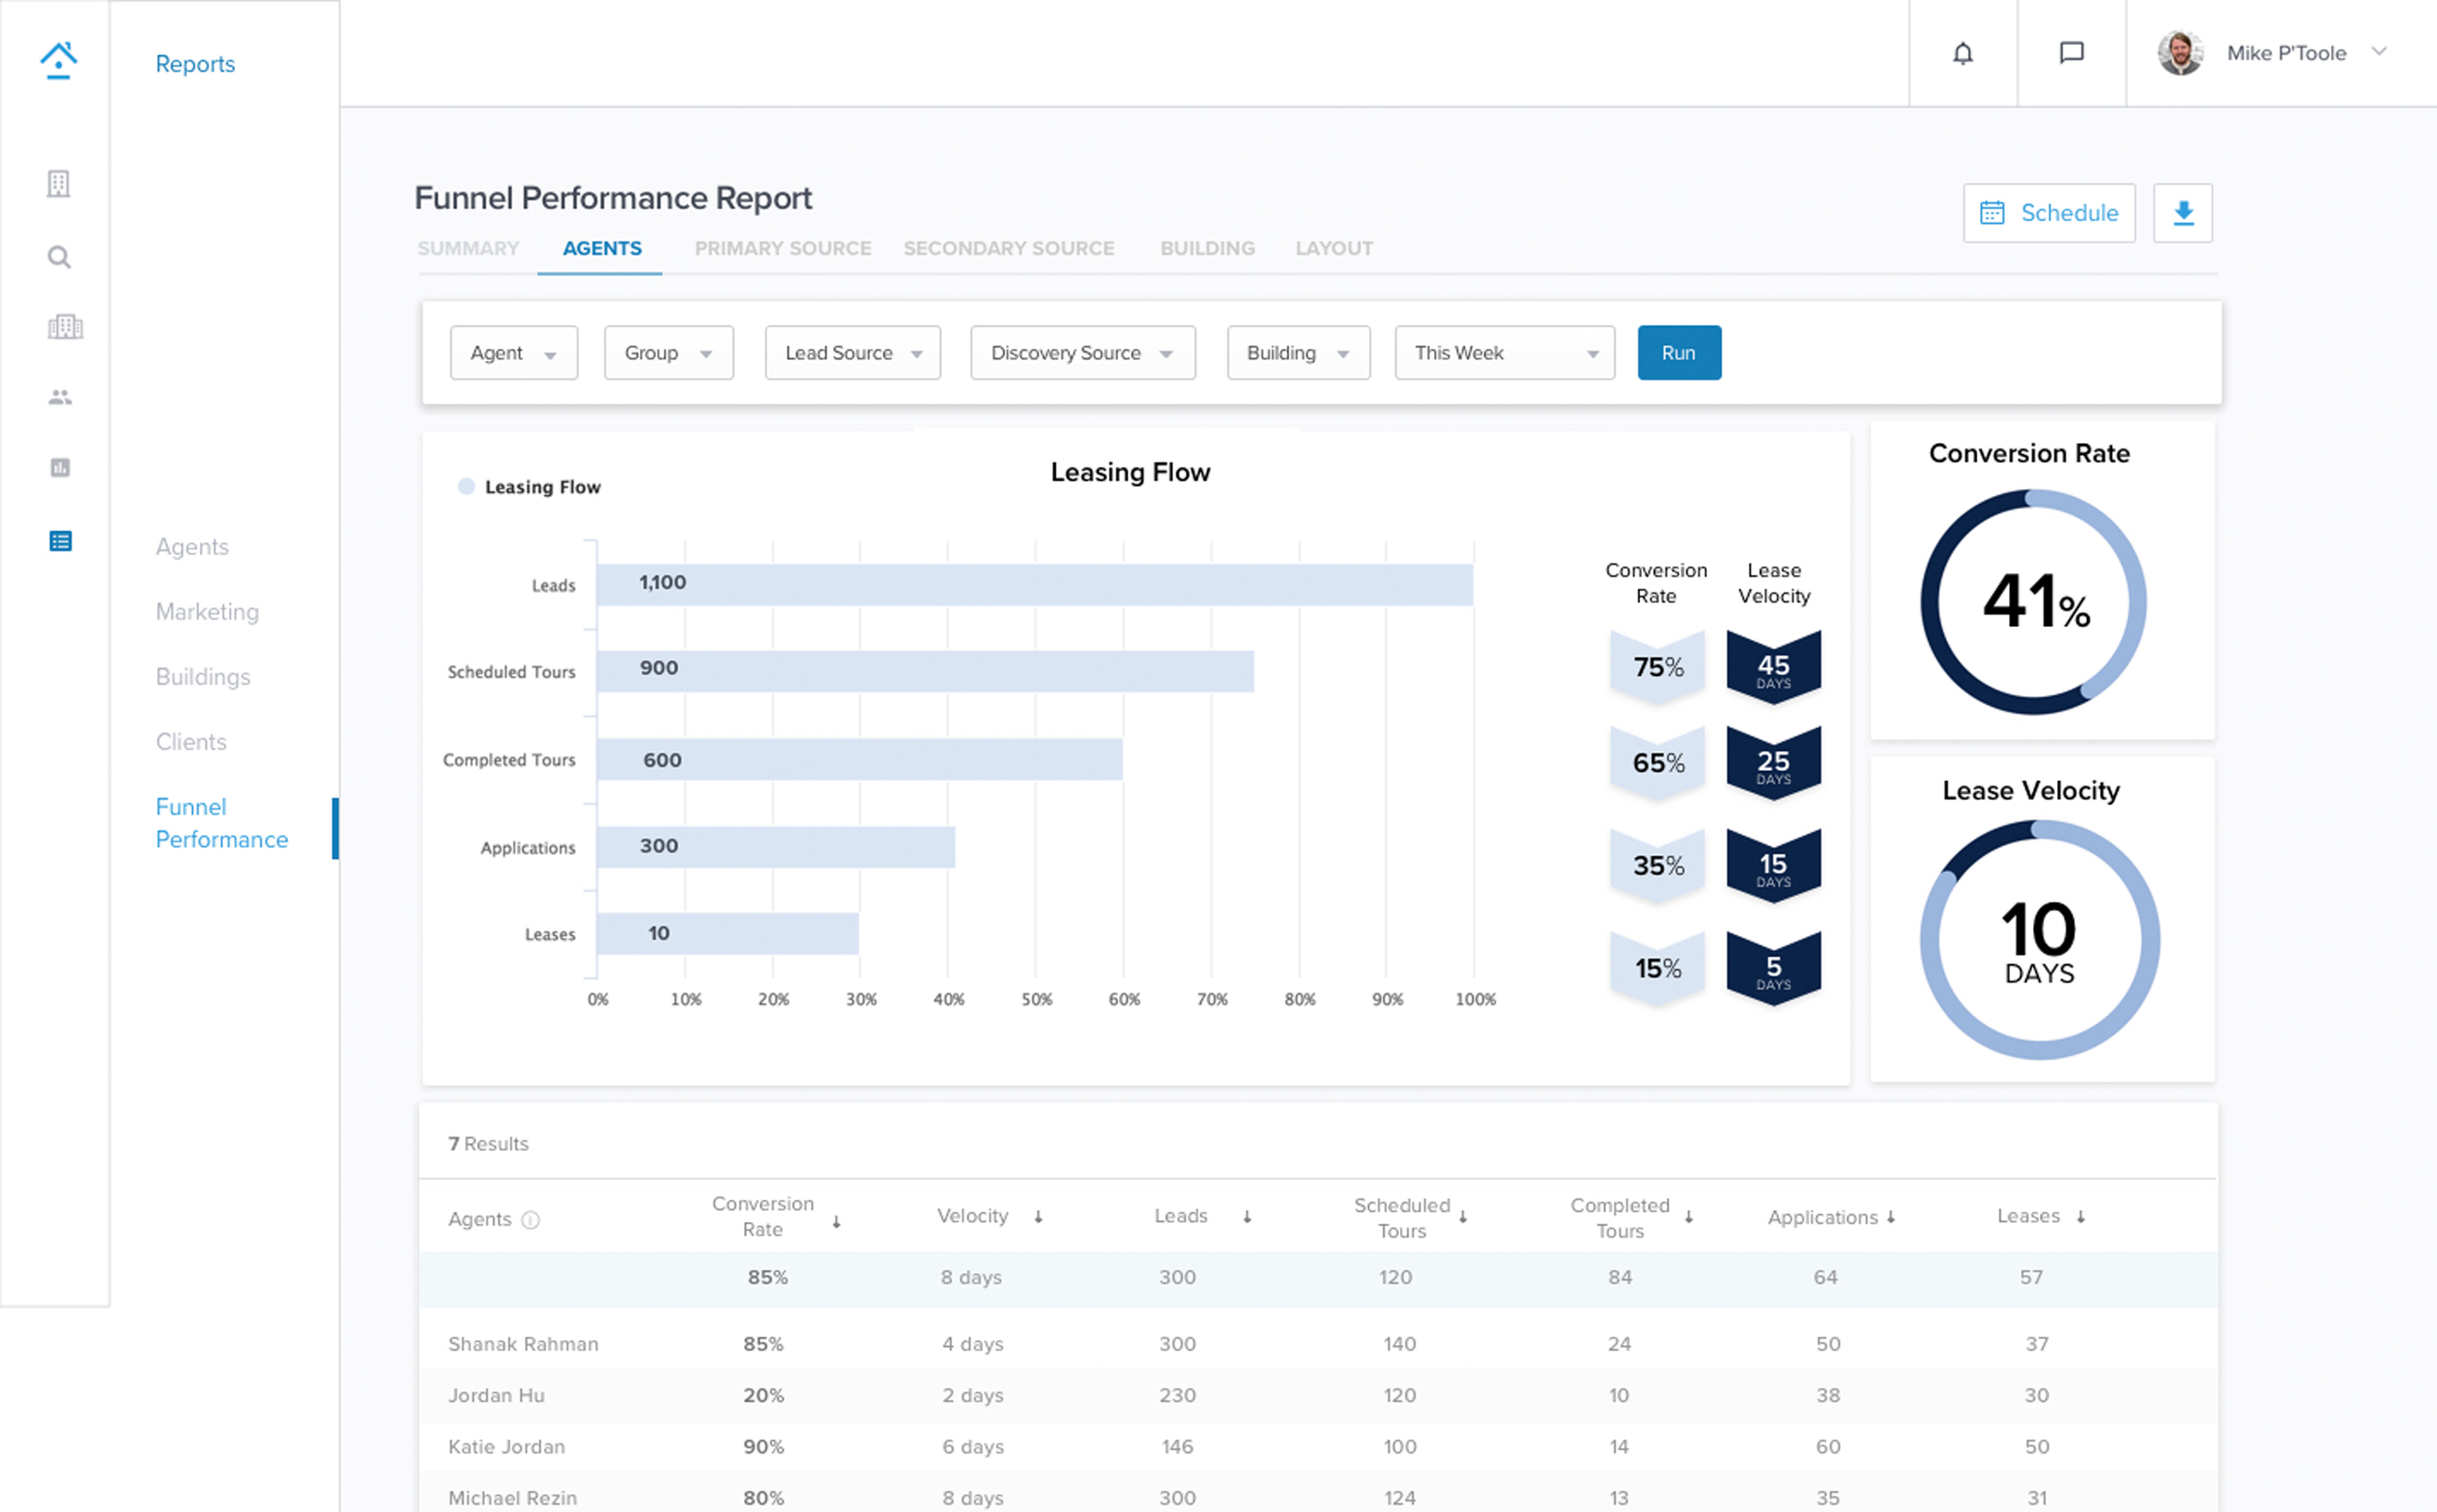 Reports
Mike P'Toole
Agents
Marketing
Buildings
Clients
Funnel
Performance
Funnel Performance Report
Schedule
SUMMARY AGENTS PRIMARY SOURCE SECONDARY SOURCE BUILDING LAYOUT
Agent Group Lead Source Discovery Source Building This Week Run
Leasing Flow
Leasing Flow
Leads 1,100
Scheduled Tours 900
Completed Tours 600
Applications 300
Leases 10
0% 10% 20% 30% 40% 50% 60% 70% 80% 90% 100%
Conversion Lease
Rate Velocity
75% 45
DAYS
65% 25
DAYS
35% 15
DAYS
15% 5
DAYS
Conversion Rate
41%
Lease Velocity
10
DAYS
7 Results
Agents Conversion Rate Velocity Leads Scheduled Tours Completed Tours Applications Leases
85% 8 days 300 120 84 64 57
Shanak Rahman 85% 4 days 300 140 24 50 37
Jordan Hu 20% 2 days 230 120 10 38 30
Katie Jordan 90% 6 days 146 100 14 60 50
Michael Rezin 80% 8 days 300 124 13 35 31